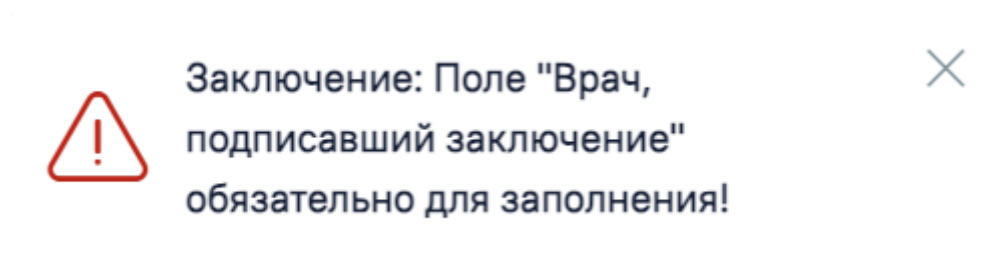 Заключение: Поле "Врач,
подписавший заключение"
обязательно для заполнения!